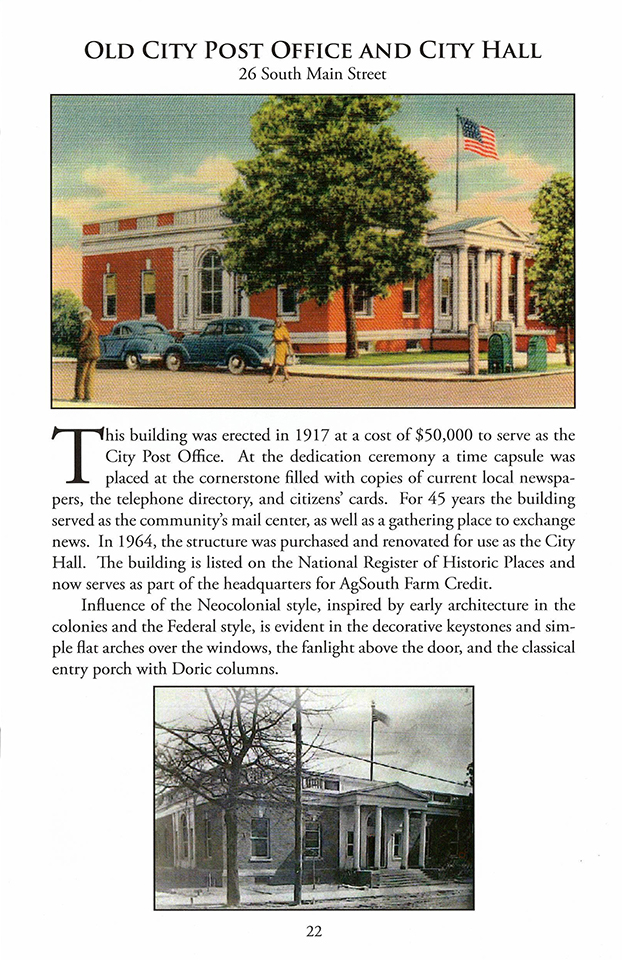 OLD CITY POST OFFICE AND CITY HALL
26 South Main Street
This building was erected in 1917 at a cost of $50,000 to serve as the
City Post Office. At the dedication ceremony a time capsule was
placed at the cornerstone filled with copies of current local newspa-
pers, the telephone directory, and citizens' cards. For 45 years the building
served as the community's mail center, as well as a gathering place to exchange
news. In 1964, the structure was purchased and renovated for use as the City
Hall. The building is listed on the National Register of Historic Places and
now serves as part of the headquarters for AgSouth Farm Credit.
Influence of the Neocolonial style, inspired by early architecture in the
colonies and the Federal style, is evident in the decorative keystones and sim-
ple flat arches over the windows, the fanlight above the door, and the classical
entry porch with Doric columns.
22